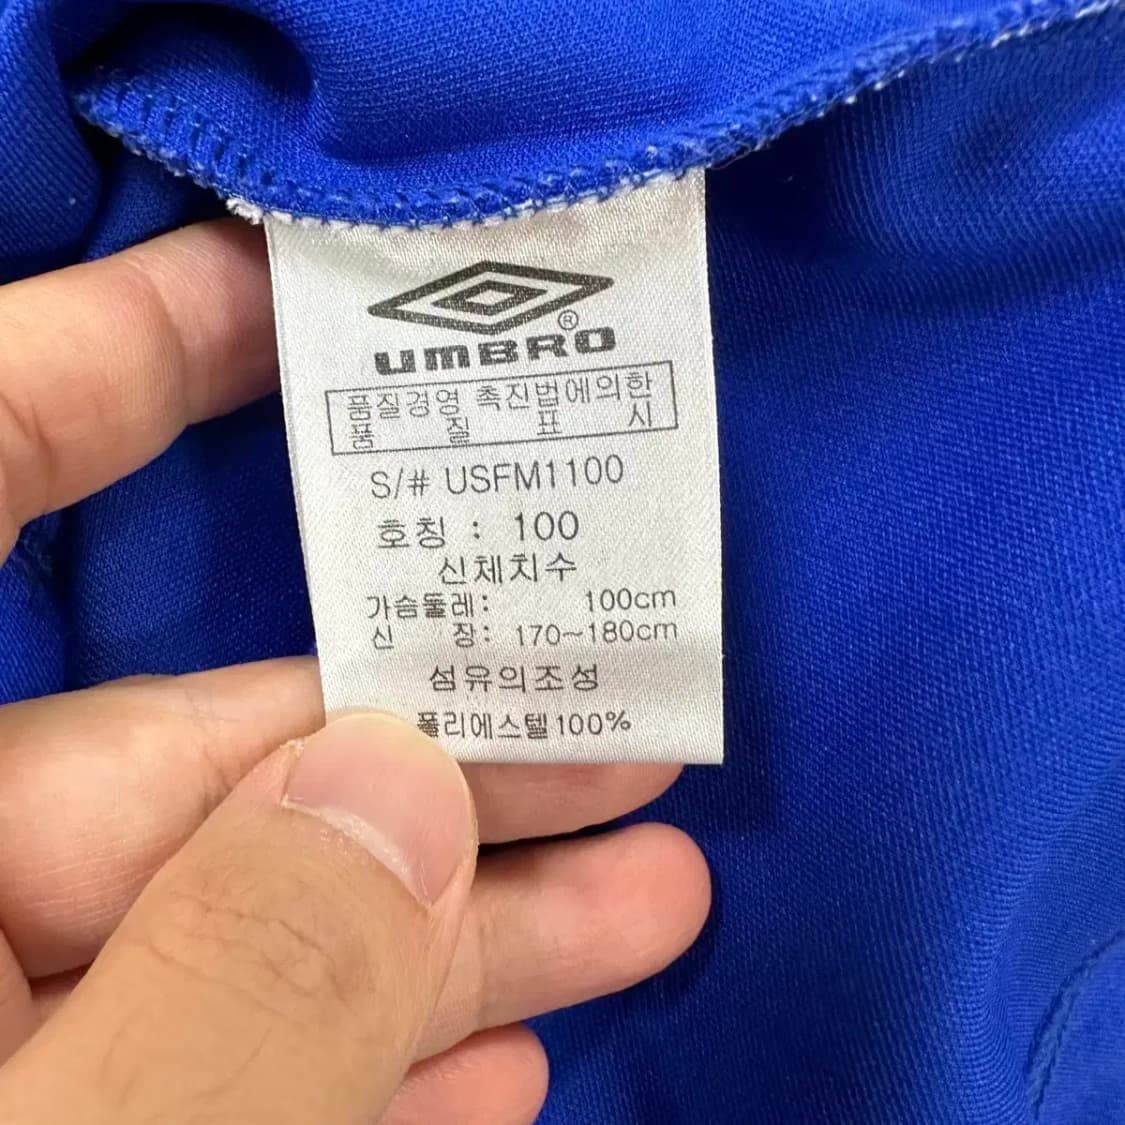 UMBRO
품질경영 촉진법에의한
품 질 표 시
S/# USFM1100
호칭 : 100
신체치수
가슴둘레: 100cm
신 장: 170~180cm
섬유의조성
폴리에스텔100%